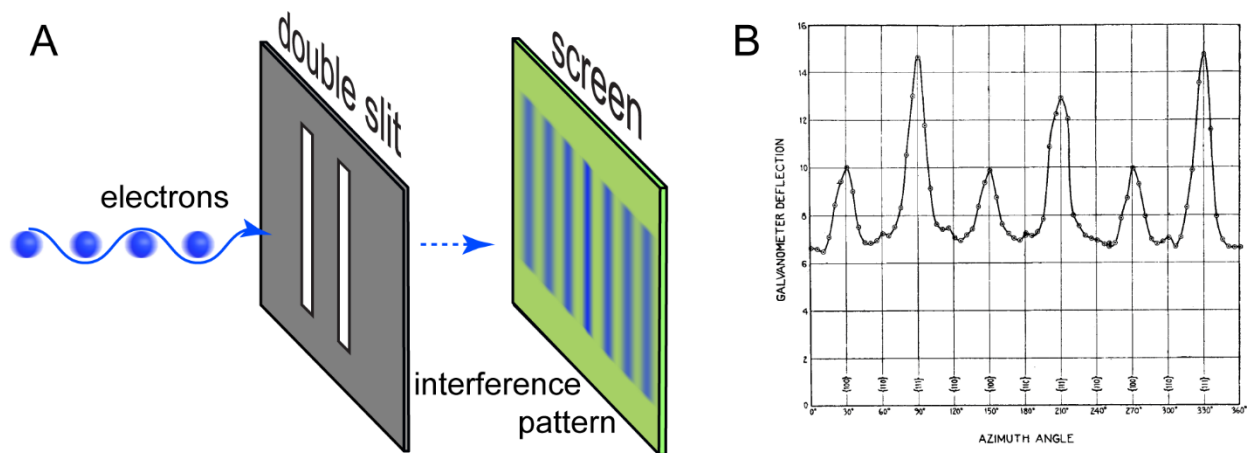 A
double slit
electrons
screen
interference
pattern
B
GALVANOMETER DEFLECTION
16
14
12
10
8
6
4
2
0
{100}
{110}
{111}
{110}
{100}
{110}
{111}
{110}
{100}
{110}
{111}
0° 30° 60° 90° 120° 150° 180° 210° 240° 270° 300° 330° 360°
AZIMUTH ANGLE